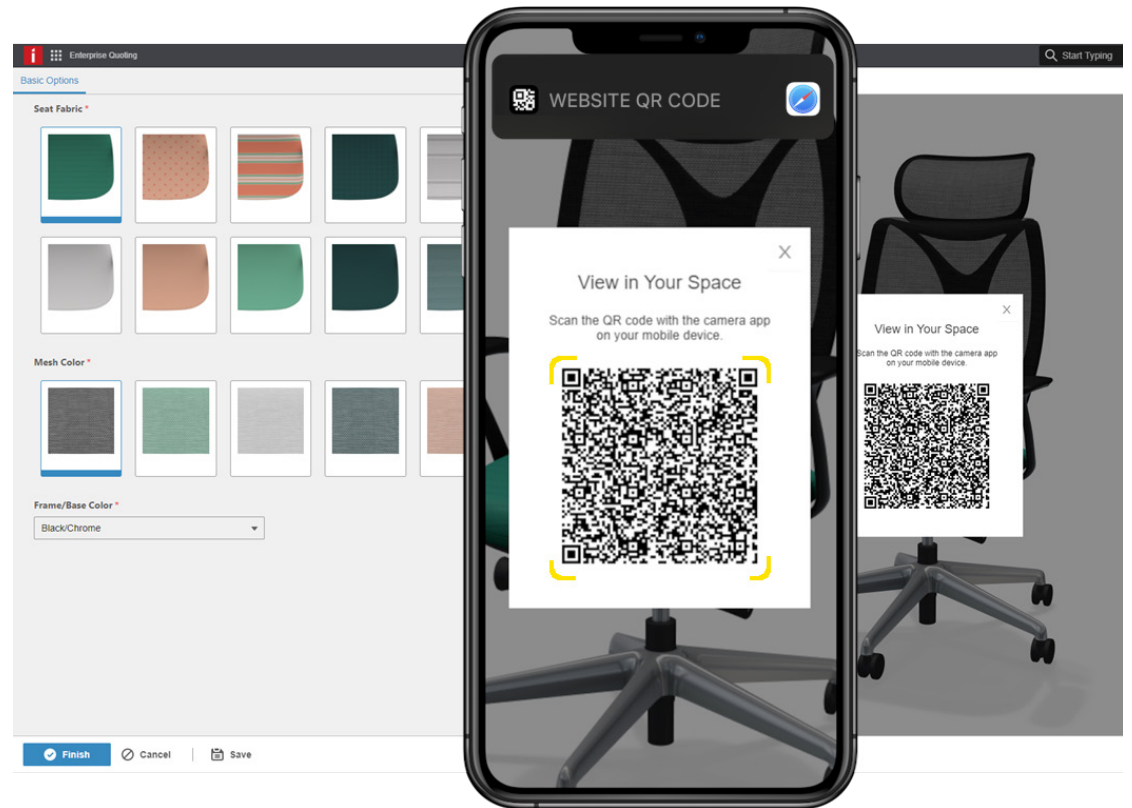 Enterprise Quoting
Start Typing
Basic Options
Seat Fabric *
Mesh Color *
Frame/Base Color *
Black/Chrome
Finish
Cancel
Save
WEBSITE QR CODE
X
View in Your Space
Scan the QR code with the camera app
on your mobile device.
X
View in Your Space
Scan the QR code with the camera app
on your mobile device.